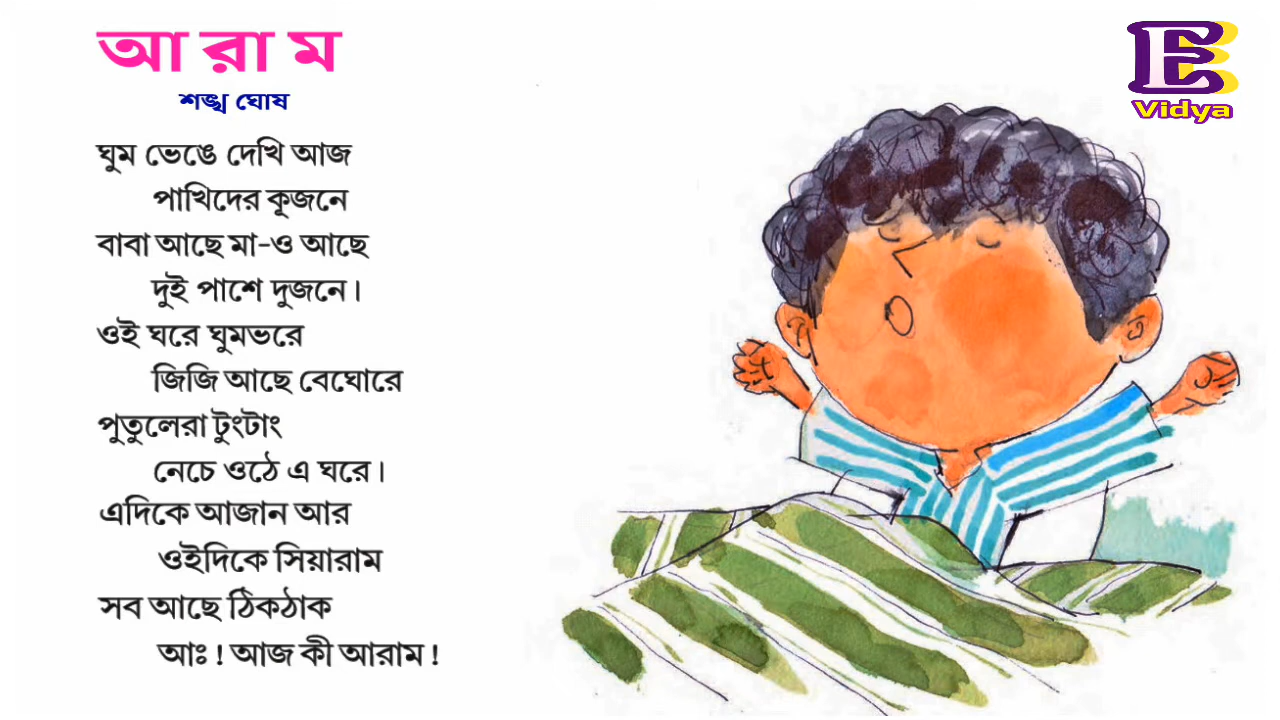 আরাম
শঙ্খ ঘোষ
ঘুম ভেঙে দেখি আজ
পাখিদের কূজনে
বাবা আছে মা-ও আছে
দুই পাশে দুজনে।
ওই ঘরে ঘুমভরে
জিজি আছে বেঘোরে
পুতুলেরা টুংটাং
নেচে ওঠে এ ঘরে।
এদিকে আজান আর
ওইদিকে সিয়ারাম
সব আছে ঠিকঠাক
আঃ! আজ কী আরাম!
E
Vidya